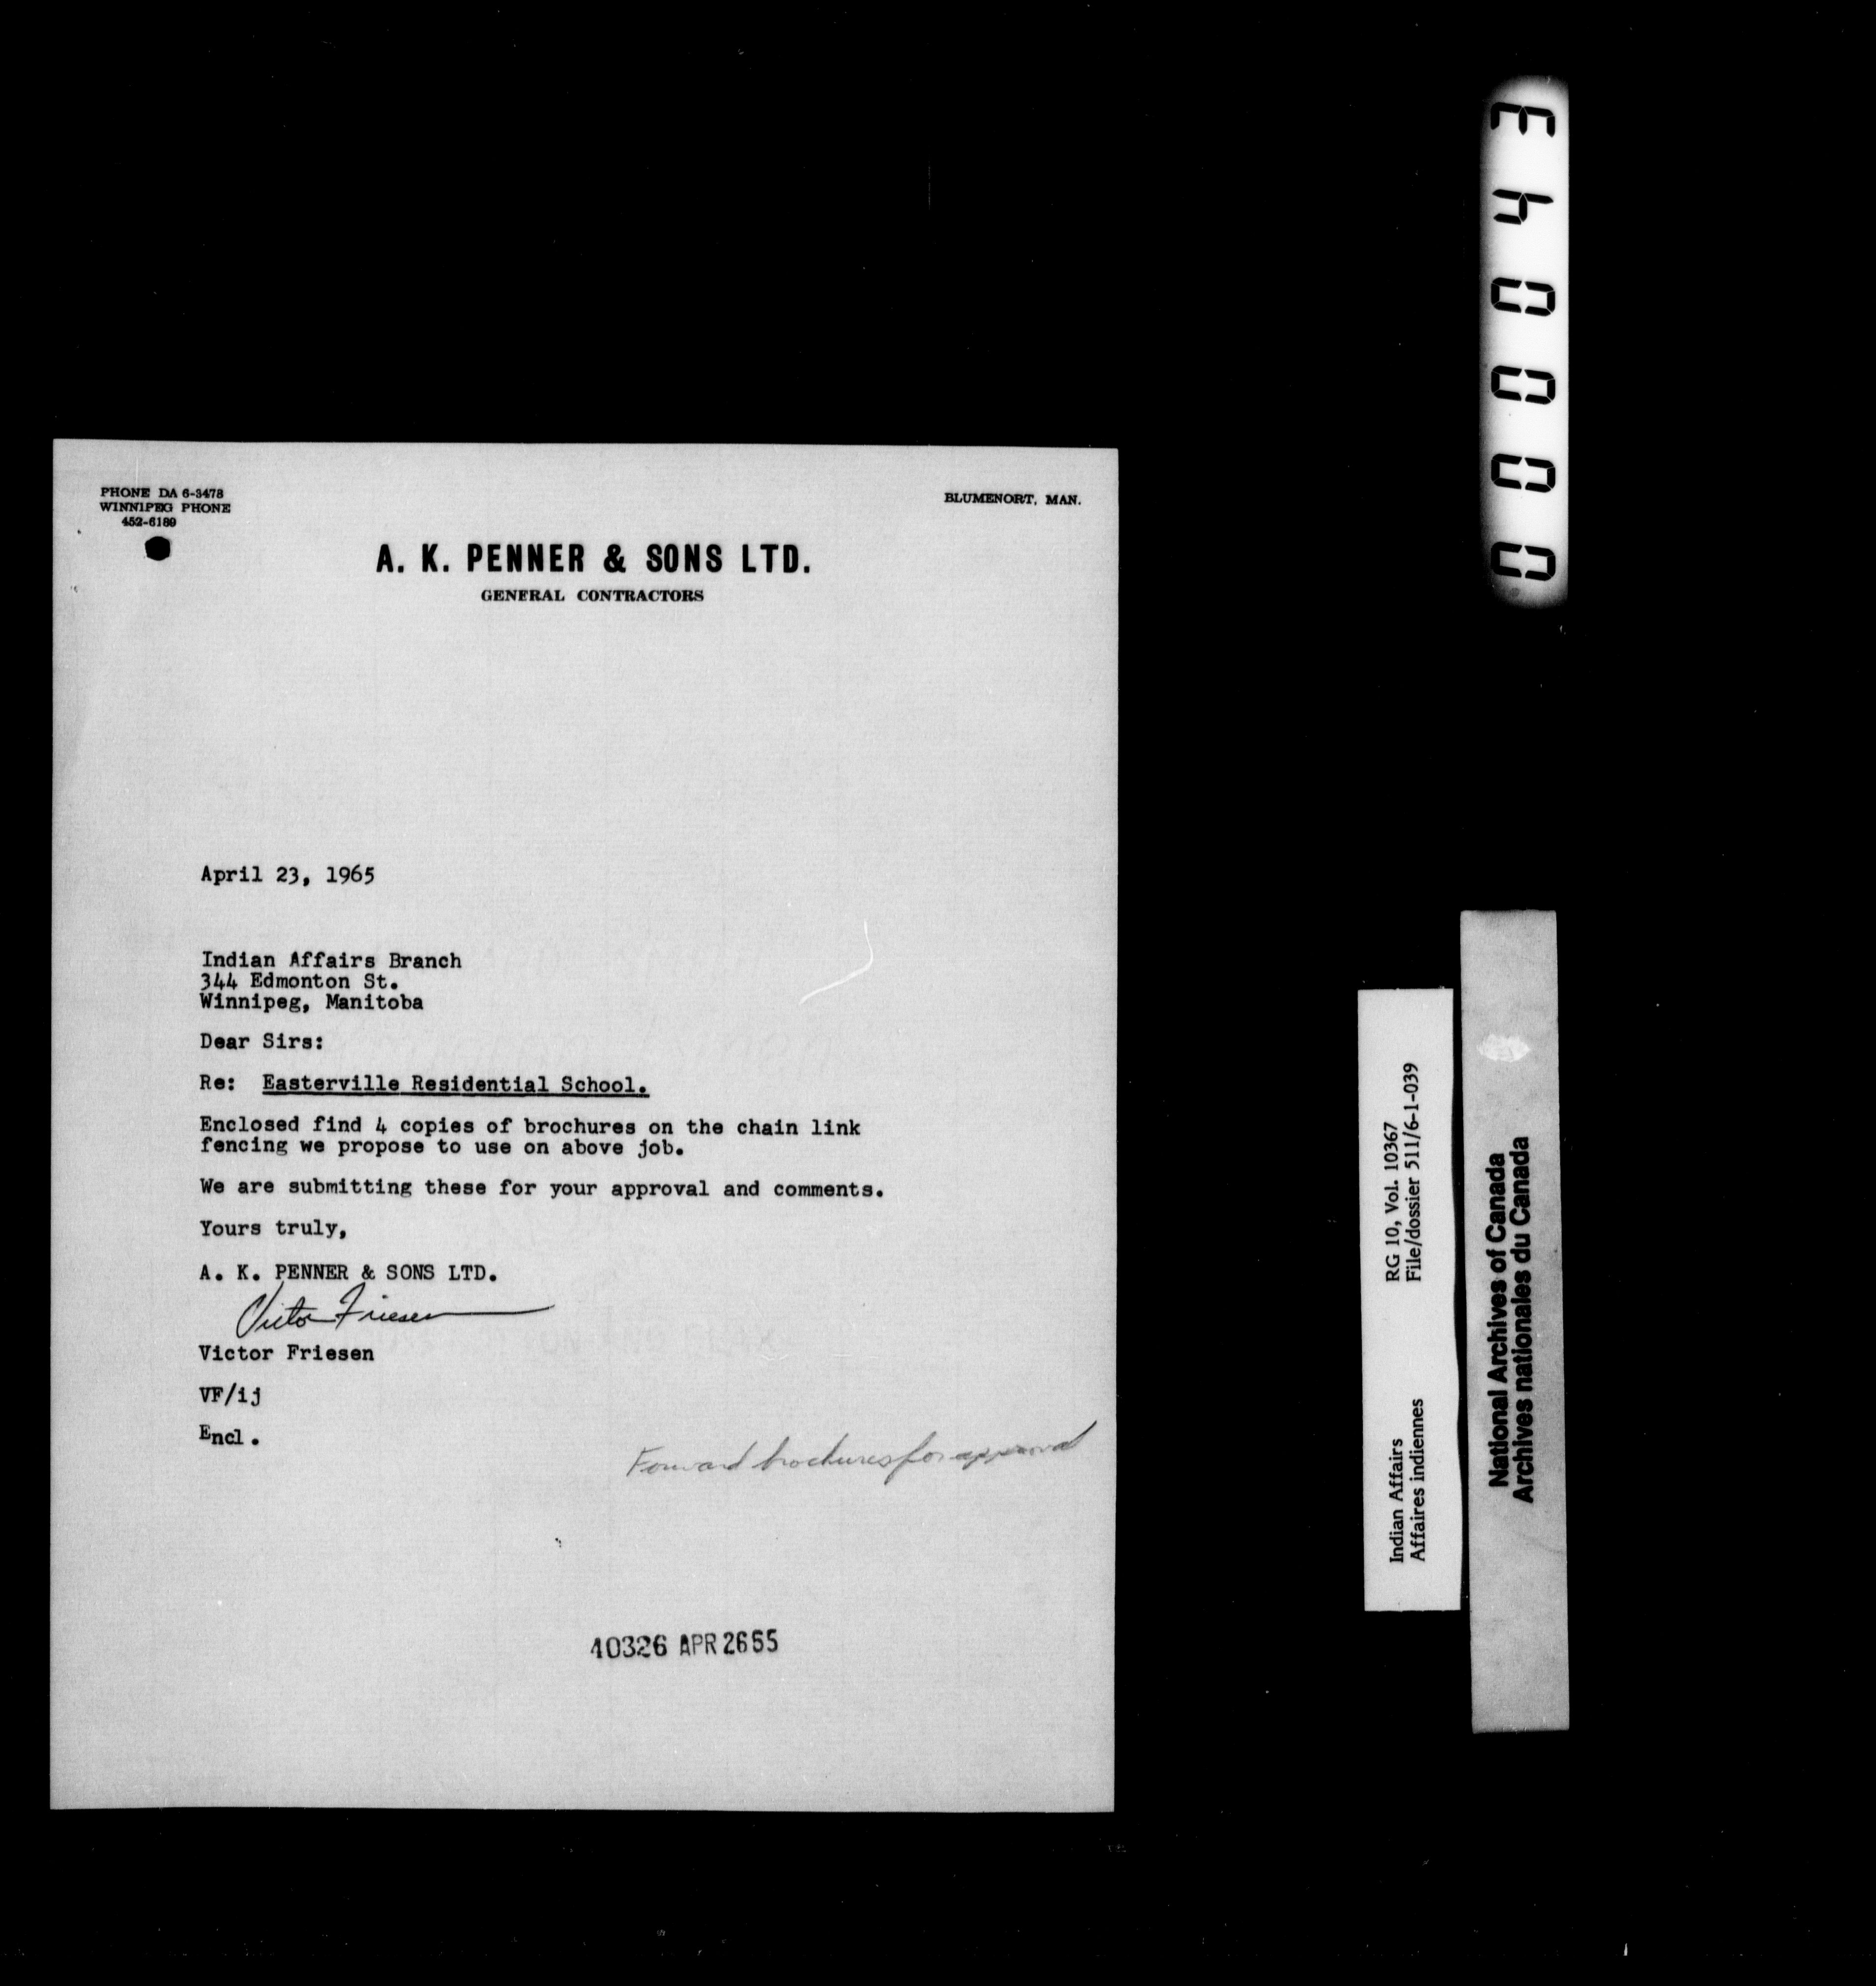 PHONE DA 6-3478
WINNIPEG PHONE
452-6189
BLUMENORT, MAN.
A. K. PENNER & SONS LTD.
GENERAL CONTRACTORS
April 23, 1965
Indian Affairs Branch
344 Edmonton St.
Winnipeg, Manitoba
Dear Sirs:
Re: Easterville Residential School.
Enclosed find 4 copies of brochures on the chain link
fencing we propose to use on above job.
We are submitting these for your approval and comments.
Yours truly,
A. K. PENNER & SONS LTD.
Victor Friesen
Victor Friesen
VF/ij
Encl.
Forward brochures for approval
40326 APR 26 65
000043
Indian Affairs RG 10, Vol. 10367
Affaires indiennes File/dossier 511/6-1-039
National Archives of Canada
Archives nationales du Canada